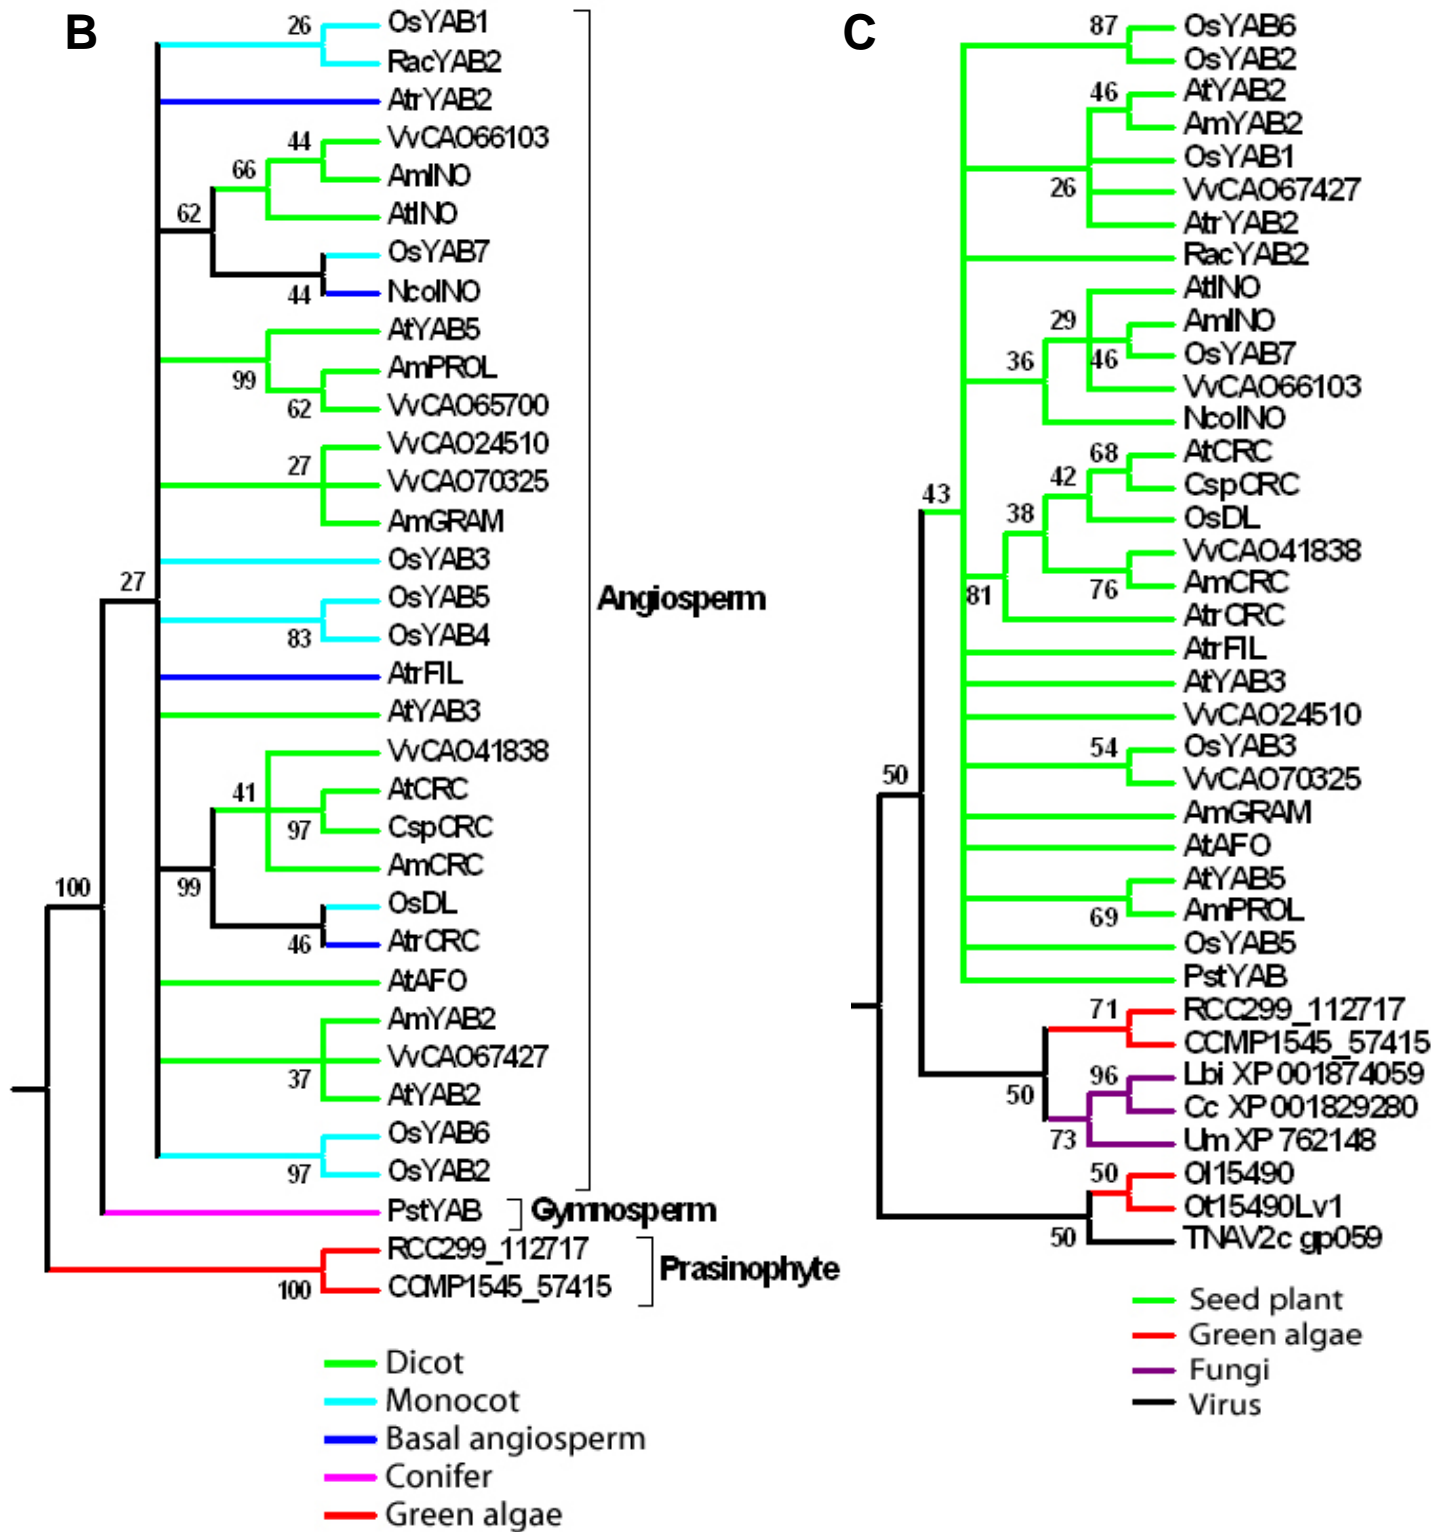 B
26
OsYAB1
RacYAB2
AtrYAB2
44
VvCAO66103
66
AmINO
62
AtINO
OsYAB7
44
NcoINO
AtYAB5
99
AmPROL
62
VvCAO65700
27
VvCAO24510
VvCAO70325
AmGRAM
OsYAB3
27
OsYAB5
83
OsYAB4
AtrFIL
AtYAB3
VvCAO41838
41
AtCRC
97
CspCRC
AmCRC
100
99
OsDL
46
AtrCRC
AtAFO
AmYAB2
VvCAO67427
37
AtYAB2
OsYAB6
97
OsYAB2
PstYAB
RCC299_112717
100
CCMP1545_57415
Angiosperm
Gymnosperm
Prasinophyte
Dicot
Monocot
Basal angiosperm
Conifer
Green algae
C
87
OsYAB6
OsYAB2
46
AtYAB2
AmYAB2
OsYAB1
26
VvCAO67427
AtrYAB2
RacYAB2
AtINO
29
AmINO
36
46
OsYAB7
VvCAO66103
NcoINO
68
AtCRC
42
CspCRC
43
38
OsDL
VvCAO41838
76
AmCRC
81
AtrCRC
AtrFIL
AtYAB3
VvCAO24510
54
OsYAB3
50
VvCAO70325
AmGRAM
AtAFO
AtYAB5
69
AmPROL
OsYAB5
PstYAB
71
RCC299_112717
CCMP1545_57415
96
Lbi XP 001874059
50
Cc XP 001829280
73
Um XP 762148
50
Ol15490
Ot15490Lv1
50
TNAV2c gp059
Seed plant
Green algae
Fungi
Virus